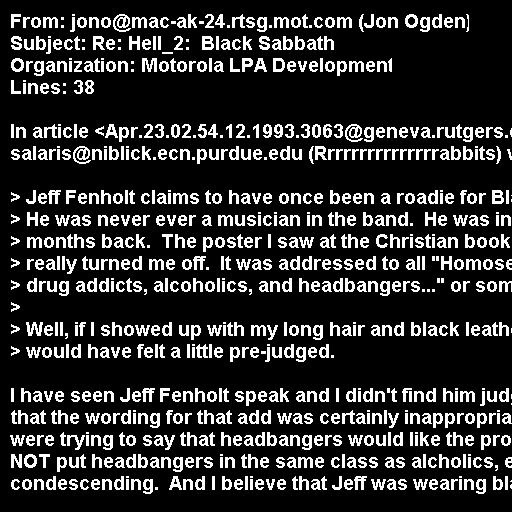 From: jono@mac-ak-24.rtsg.mot.com (Jon Ogden)
Subject: Re: Hell_2:  Black Sabbath
Organization: Motorola LPA Development
Lines: 38

In article <Apr.23.02.54.12.1993.3063@geneva.rutgers.
salaris@niblick.ecn.purdue.edu (Rrrrrrrrrrrrrrrabbits)

> Jeff Fenholt claims to have once been a roadie for
> He was never ever a musician in the band.  He was in
> months back.  The poster I saw at the Christian book
> really turned me off.  It was addressed to all "Homose
> drug addicts, alcoholics, and headbangers..." or som
>
> Well, if I showed up with my long hair and black leath
> would have felt a little pre-judged.

I have seen Jeff Fenholt speak and I didn't find him jud
that the wording for that add was certainly inappropria
were trying to say that headbangers would like the pro
NOT put headbangers in the same class as alcholics, e
condescending.  And I believe that Jeff was wearing bla